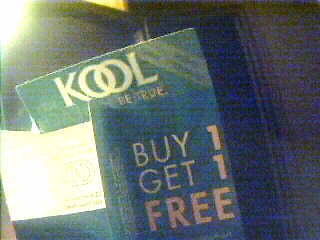 KOOL
BE TRUE.
BUY 1
GET 1
FREE